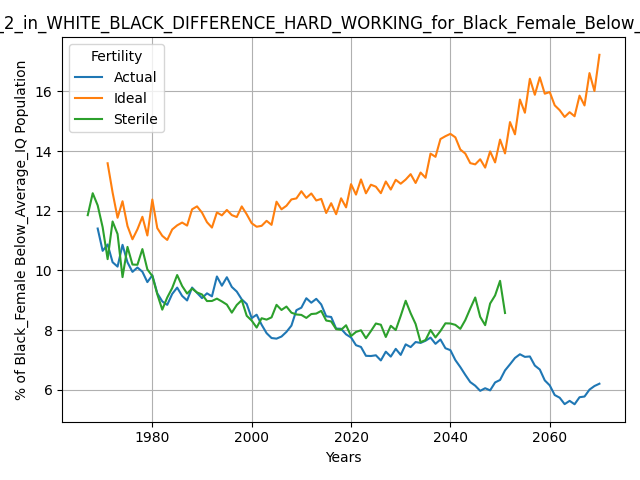 _2_in_WHITE_BLACK_DIFFERENCE_HARD_WORKING_for_Black_Female_Below_
Fertility
Actual
Ideal
Sterile
% of Black_Female Below_Average_IQ Population
16
14
12
10
8
6
1980
2000
2020
2040
2060
Years